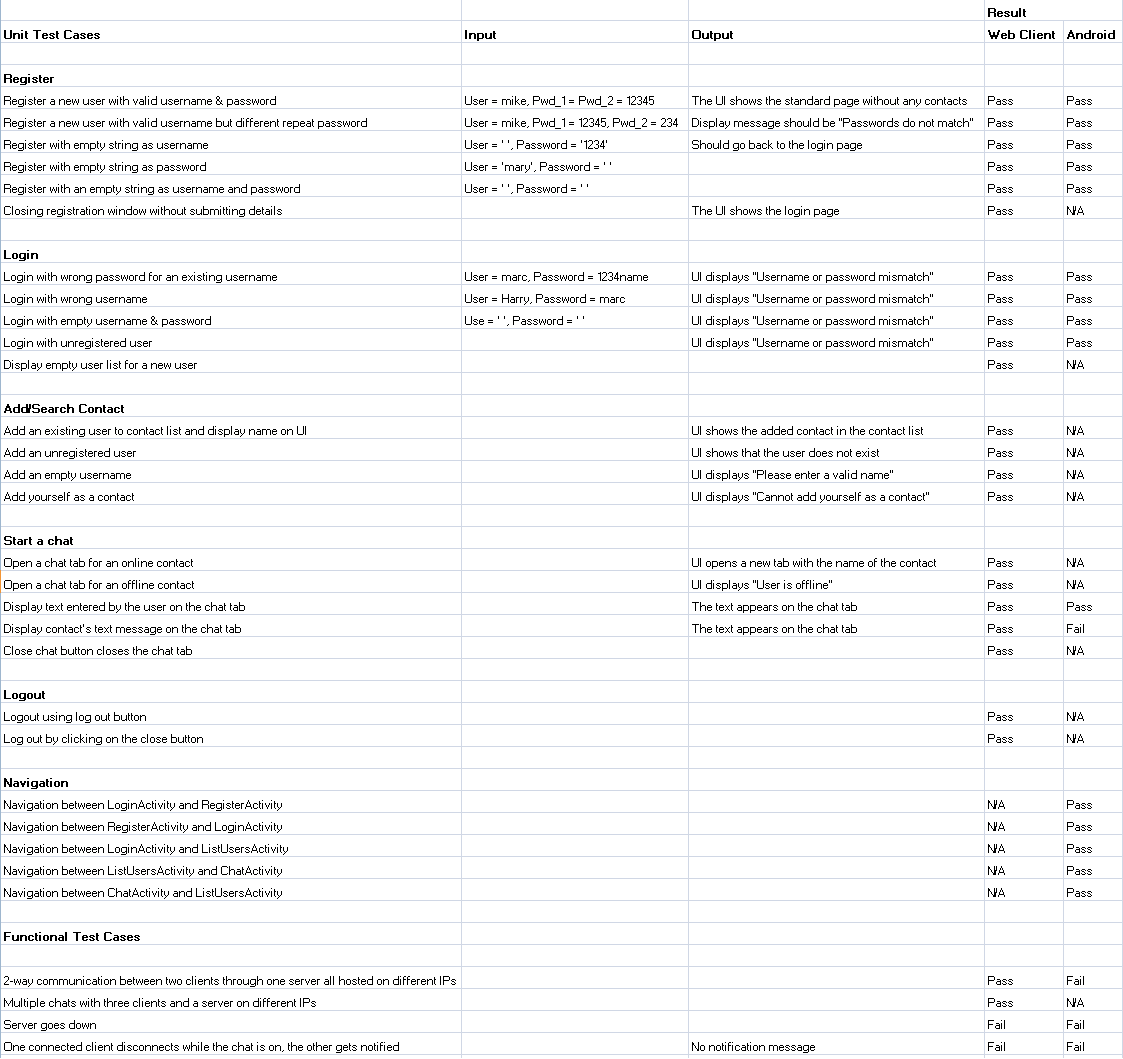 Result
Unit Test Cases Input Output Web Client Android
Register
Register a new user with valid username & password User = mike, Pwd_1 = Pwd_2 = 12345 The UI shows the standard page without any contacts Pass Pass
Register a new user with valid username but different repeat password User = mike, Pwd_1 = 12345, Pwd_2 = 234 Display message should be "Passwords do not match" Pass Pass
Register with empty string as username User = ' ', Password = '1234' Should go back to the login page Pass Pass
Register with empty string as password User = 'mary', Password = ' ' Pass Pass
Register with an empty string as username and password User = ' ', Password = ' ' Pass Pass
Closing registration window without submitting details The UI shows the login page Pass N/A
Login
Login with wrong password for an existing username User = marc, Password = 1234name UI displays "Username or password mismatch" Pass Pass
Login with wrong username User = Harry, Password = marc UI displays "Username or password mismatch" Pass Pass
Login with empty username & password Use = ' ', Password = ' ' UI displays "Username or password mismatch" Pass Pass
Login with unregistered user UI displays "Username or password mismatch" Pass Pass
Display empty user list for a new user Pass N/A
Add/Search Contact
Add an existing user to contact list and display name on UI UI shows the added contact in the contact list Pass N/A
Add an unregistered user UI shows that the user does not exist Pass N/A
Add an empty username UI displays "Please enter a valid name" Pass N/A
Add yourself as a contact UI displays "Cannot add yourself as a contact" Pass N/A
Start a chat
Open a chat tab for an online contact UI opens a new tab with the name of the contact Pass N/A
Open a chat tab for an offline contact UI displays "User is offline" Pass N/A
Display text entered by the user on the chat tab The text appears on the chat tab Pass Pass
Display contact's text message on the chat tab The text appears on the chat tab Pass Fail
Close chat button closes the chat tab Pass N/A
Logout
Logout using log out button Pass N/A
Log out by clicking on the close button Pass N/A
Navigation
Navigation between LoginActivity and RegisterActivity N/A Pass
Navigation between RegisterActivity and LoginActivity N/A Pass
Navigation between LoginActivity and ListUsersActivity N/A Pass
Navigation between ListUsersActivity and ChatActivity N/A Pass
Navigation between ChatActivity and ListUsersActivity N/A Pass
Functional Test Cases
2-way communication between two clients through one server all hosted on different IPs Pass Fail
Multiple chats with three clients and a server on different IPs Pass N/A
Server goes down Fail Fail
One connected client disconnects while the chat is on, the other gets notified No notification message Fail Fail